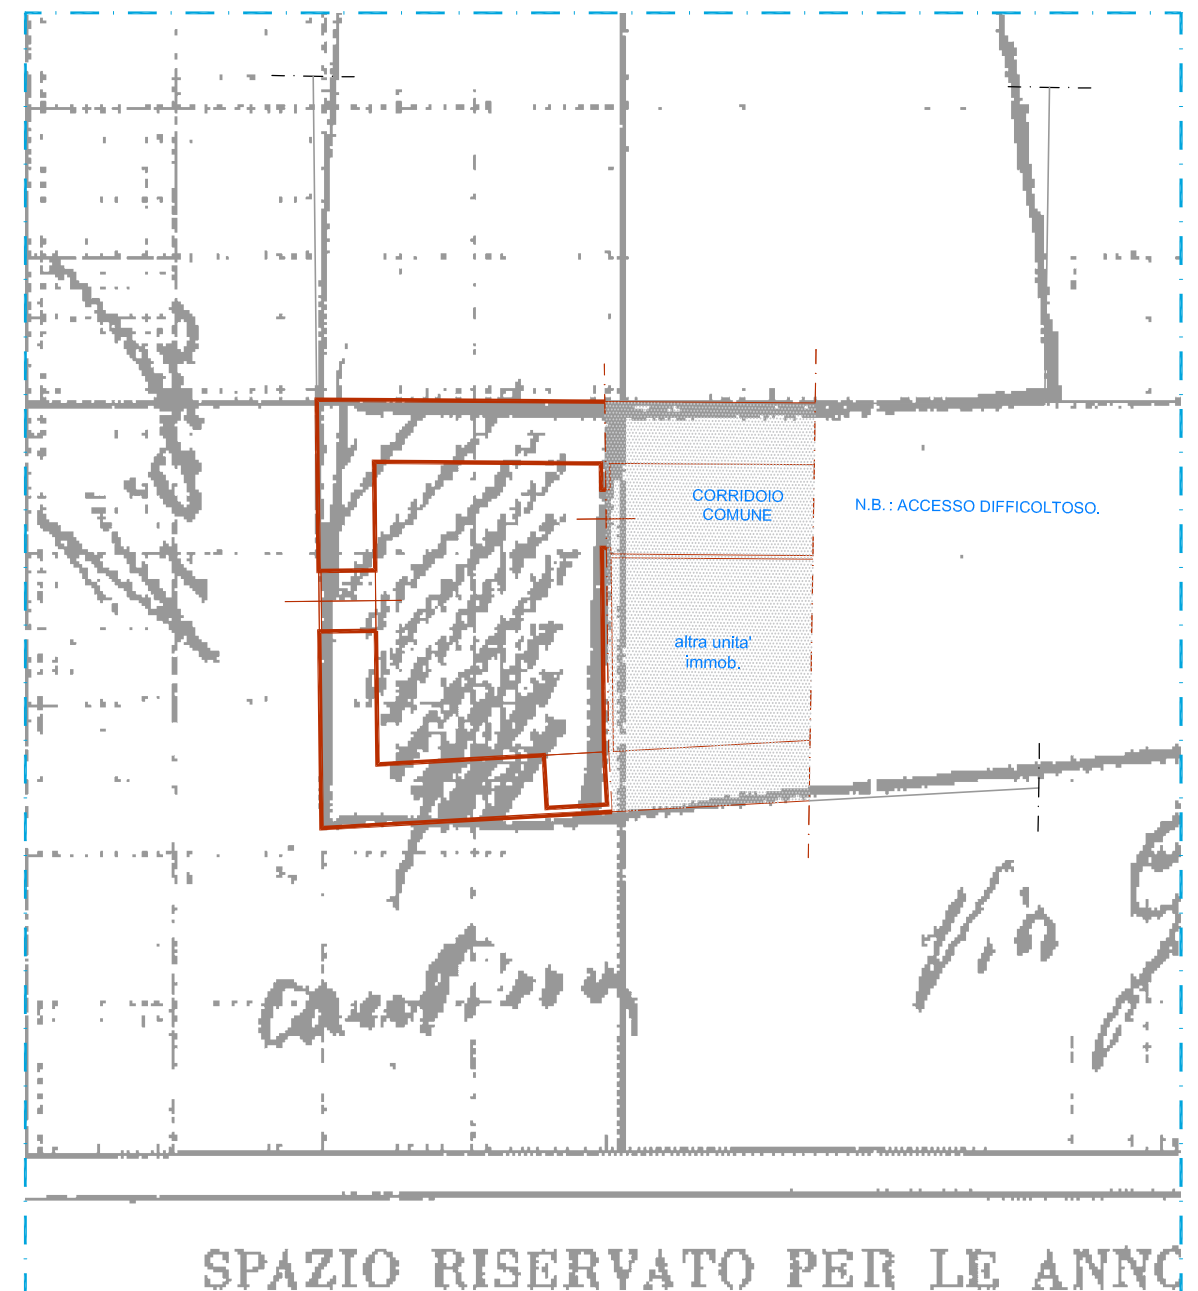 CORRIDOIO
COMUNE
N.B. : ACCESSO DIFFICOLTOSO.
altra unita'
immob.
SPAZIO RISERVATO PER LE ANNO